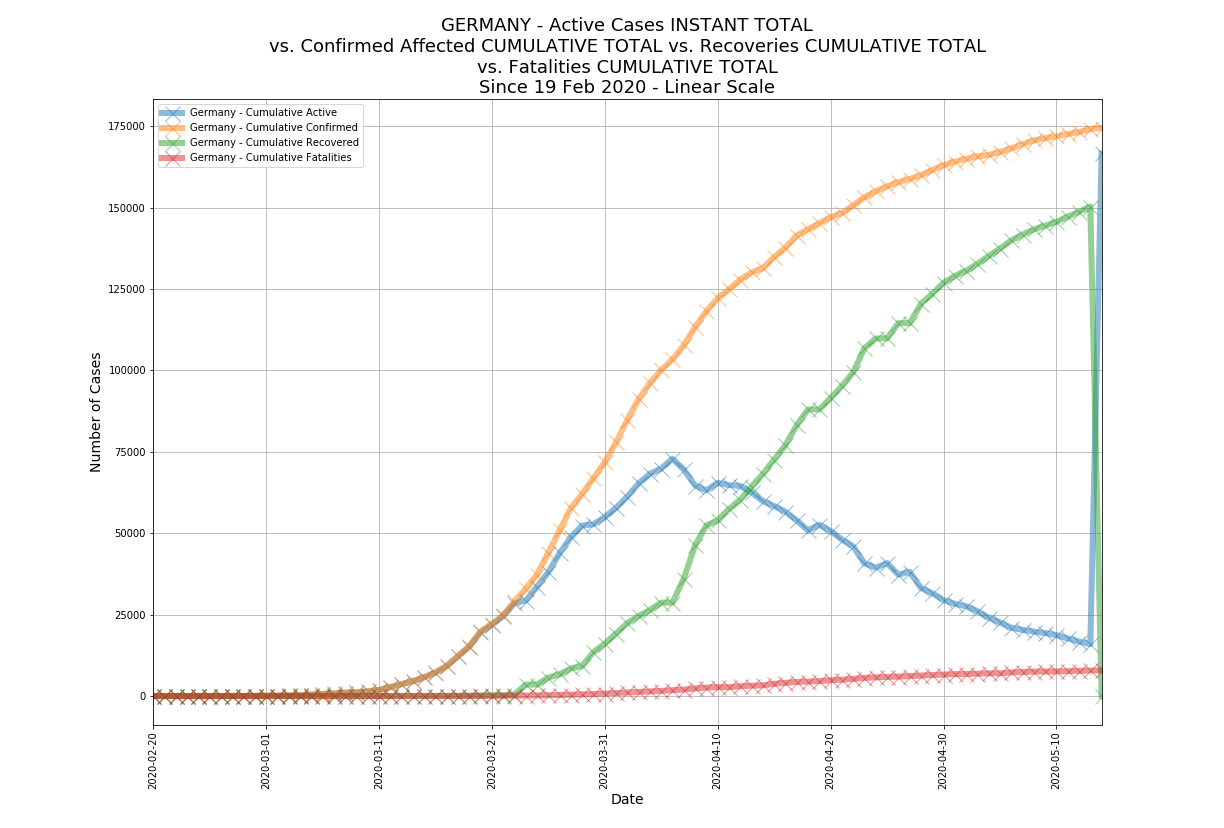 GERMANY - Active Cases INSTANT TOTAL
vs. Confirmed Affected CUMULATIVE TOTAL vs. Recoveries CUMULATIVE TOTAL
vs. Fatalities CUMULATIVE TOTAL
Since 19 Feb 2020 - Linear Scale
Germany - Cumulative Active
Germany - Cumulative Confirmed
Germany - Cumulative Recovered
Germany - Cumulative Fatalities
Number of Cases
175000
150000
125000
100000
75000
50000
25000
0
2020-02-20
2020-03-01
2020-03-11
2020-03-21
2020-03-31
2020-04-10
2020-04-20
2020-04-30
2020-05-10
Date